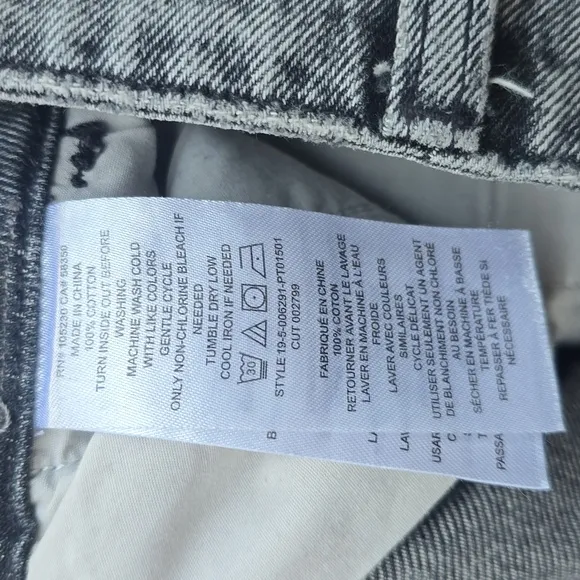 RN# 105230 CA# 58350
MADE IN CHINA
100% COTTON
TURN INSIDE OUT BEFORE
WASHING
MACHINE WASH COLD
WITH LIKE COLORS
GENTLE CYCLE
ONLY NON-CHLORINE BLEACH IF
NEEDED
TUMBLE DRY LOW
COOL IRON IF NEEDED
30
STYLE 19-5-006291-PT01501
CUT 002799
FABRIQUÉ EN CHINE
100% COTON
RETOURNER AVANT LE LAVAGE
LAVER EN MACHINE À L'EAU
FROIDE
LAVER AVEC COULEURS
SIMILAIRES
CYCLE DÉLICAT
UTILISER SEULEMENT UN AGENT
DE BLANCHIMENT NON CHLORÉ
AU BESOIN
SÉCHER EN MACHINE À BASSE
TEMPÉRATURE
REPASSER À FER TIÈDE SI
NÉCESSAIRE